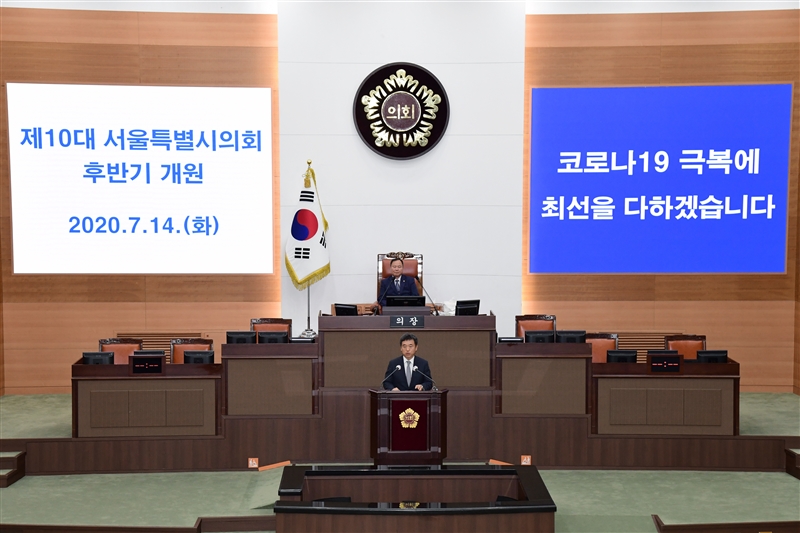 제10대 서울특별시의회
후반기 개원
2020.7.14.(화)
의회
코로나19 극복에
최선을 다하겠습니다
의 장